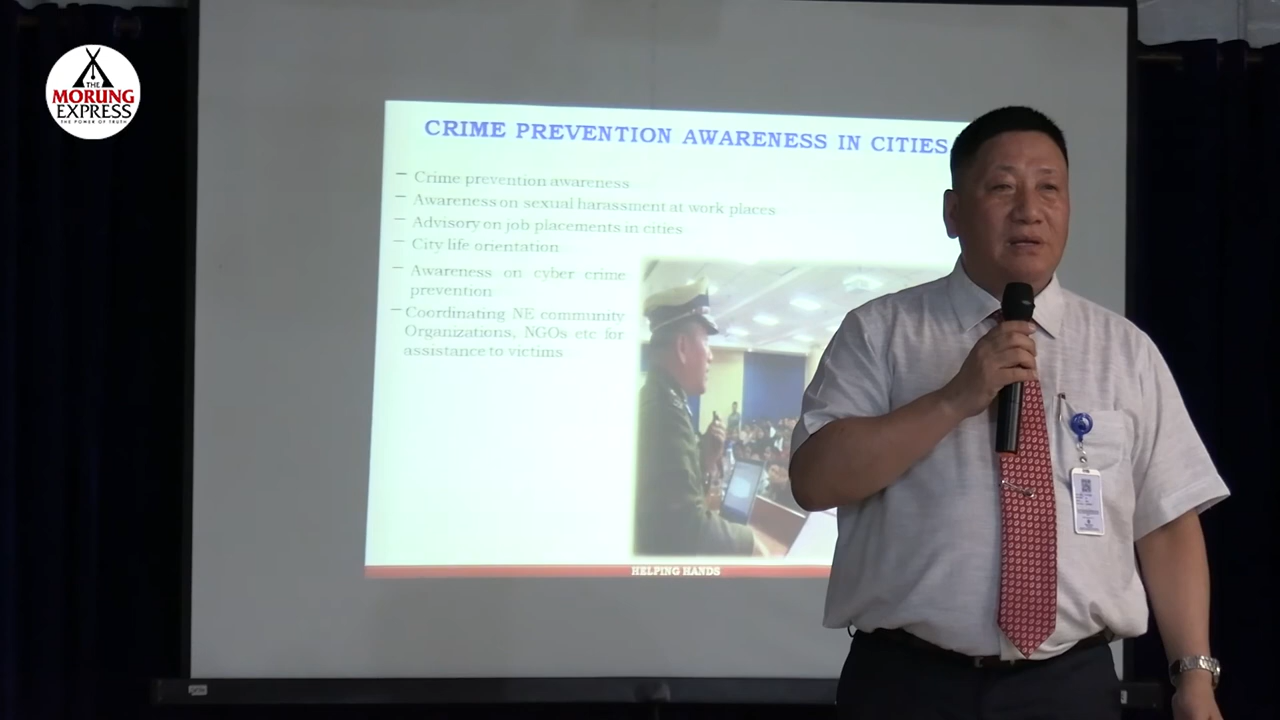 THE
MORUNG
EXPRESS
THE POWER OF TRUTH
CRIME PREVENTION AWARENESS IN CITIES
– Crime prevention awareness
– Awareness on sexual harassment at work places
– Advisory on job placements in cities
– City life orientation
– Awareness on cyber crime
prevention
– Coordinating NE community
Organizations, NGOs etc for
assistance to victims
HELPING HANDS